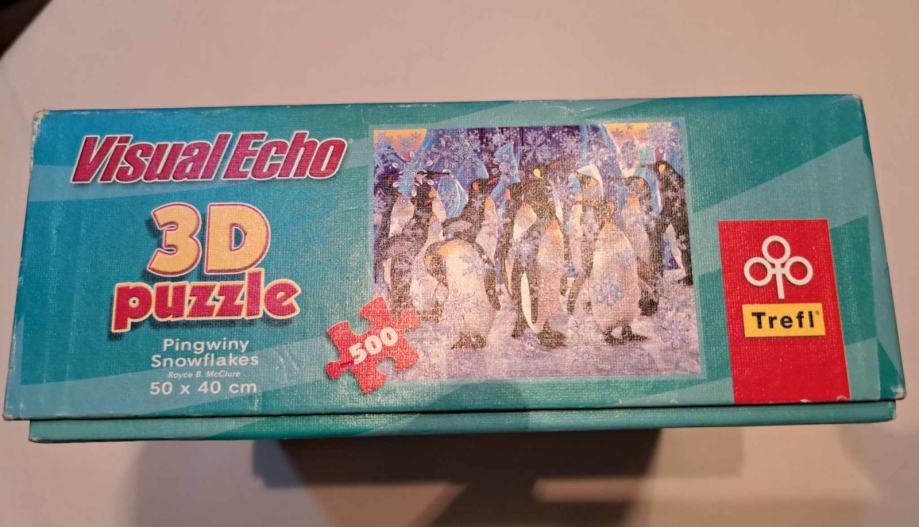 Visual Echo
3D
puzzle
Pingwiny
Snowflakes
Royce B. McClure
50 x 40 cm
500
Trefl®